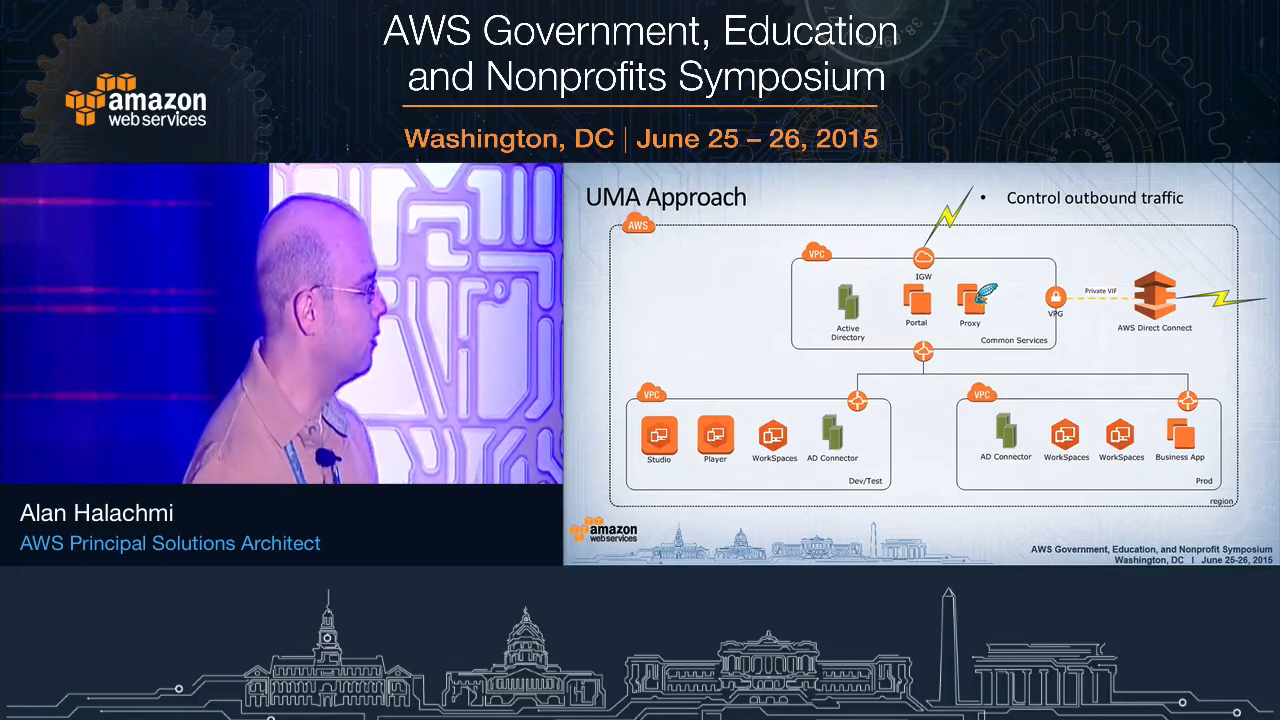 AWS Government, Education
and Nonprofits Symposium
amazon
web services
Washington, DC | June 25 – 26, 2015
UMA Approach
• Control outbound traffic
AWS
VPC
IGW
Active
Directory
Portal
Proxy
VPG
Private VIF
AWS Direct Connect
Common Services
VPC
Studio
Player
WorkSpaces
AD Connector
Dev/Test
VPC
AD Connector
WorkSpaces
WorkSpaces
Business App
Prod
region
amazon
web services
AWS Government, Education, and Nonprofit Symposium
Washington, DC | June 25-26, 2015
Alan Halachmi
AWS Principal Solutions Architect